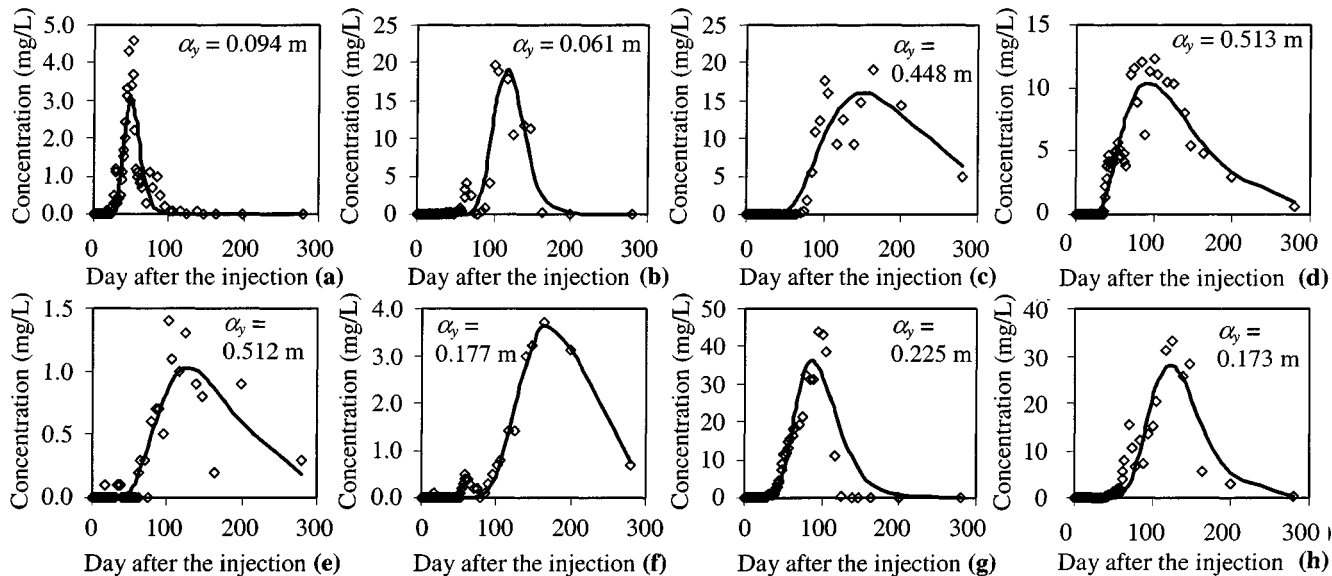 Concentration (mg/L)
5.0
4.0
3.0
2.0
1.0
0.0
αy = 0.094 m
0 100 200 300
Day after the injection (a)
Concentration (mg/L)
25
20
15
10
5
0
αy = 0.061 m
0 100 200 300
Day after the injection (b)
Concentration (mg/L)
25
20
15
10
5
0
αy =
0.448 m
0 100 200 300
Day after the injection (c)
Concentration (mg/L)
15
10
5
0
αy = 0.513 m
0 100 200 300
Day after the injection (d)
Concentration (mg/L)
1.5
1.0
0.5
0.0
αy =
0.512 m
0 100 200 300
Day after the injection (e)
Concentration (mg/L)
4.0
3.0
2.0
1.0
0.0
αy =
0.177 m
0 100 200 300
Day after the injection (f)
Concentration (mg/L)
50
40
30
20
10
0
αy =
0.225 m
0 100 200 300
Day after the injection (g)
Concentration (mg/L)
40
30
20
10
0
αy =
0.173 m
0 100 200 300
Day after the injection (h)